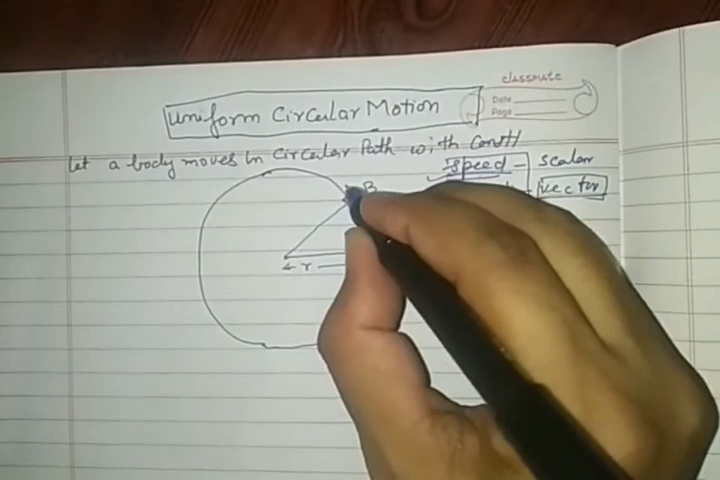 classmate
Date
Page
Uniform Circular Motion
Let a body moves in Circular Path with Const
speed scalar
vector
B
r